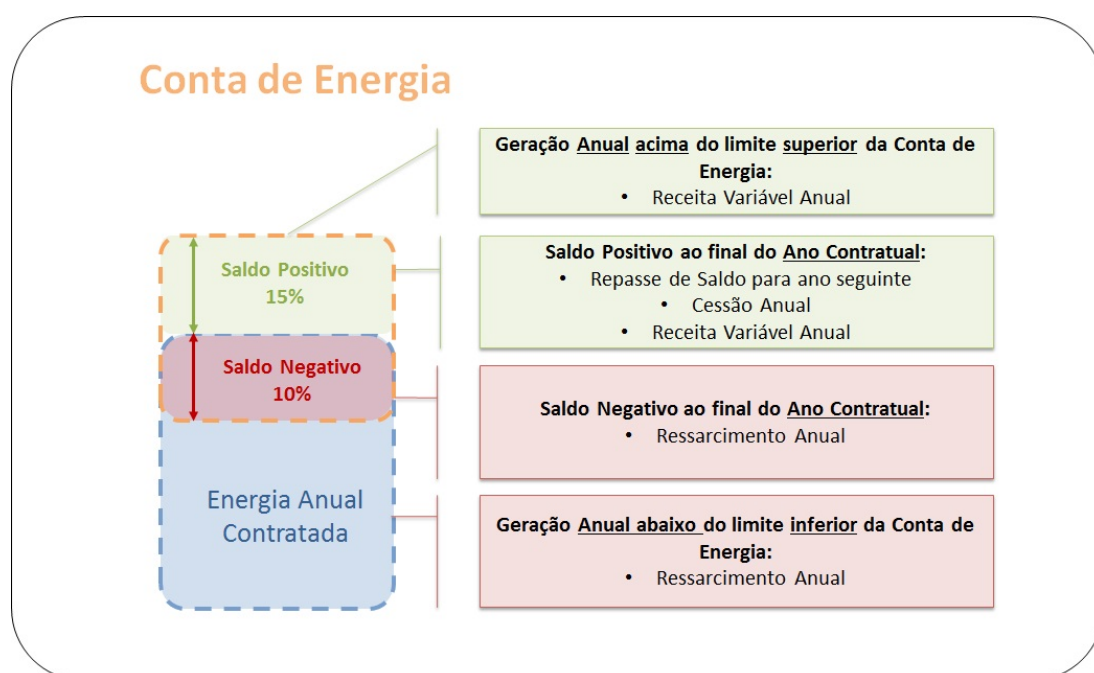 Conta de Energia
Geração Anual acima do limite superior da Conta de
Energia:
• Receita Variável Anual
Saldo Positivo
15%
Saldo Positivo ao final do Ano Contratual:
• Repasse de Saldo para ano seguinte
• Cessão Anual
• Receita Variável Anual
Saldo Negativo
10%
Saldo Negativo ao final do Ano Contratual:
• Ressarcimento Anual
Energia Anual
Contratada
Geração Anual abaixo do limite inferior da Conta de
Energia:
• Ressarcimento Anual